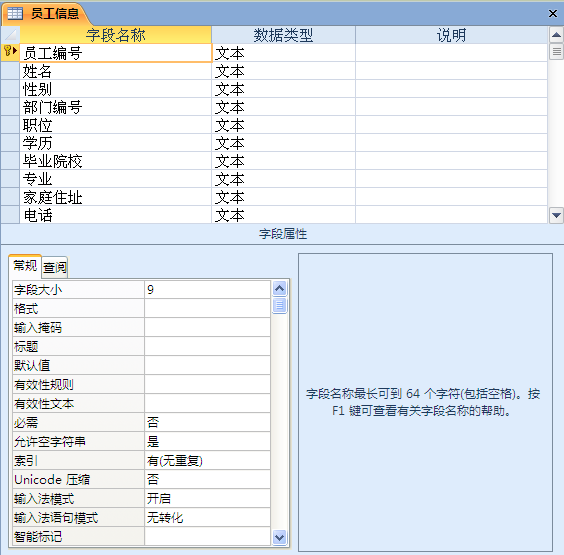 员工信息
字段名称 数据类型 说明
员工编号 文本
姓名 文本
性别 文本
部门编号 文本
职位 文本
学历 文本
毕业院校 文本
专业 文本
家庭住址 文本
电话 文本
字段属性
常规 查阅
字段大小 9
格式
输入掩码
标题
默认值
有效性规则
有效性文本
必需 否
允许空字符串 是
索引 有(无重复)
Unicode 压缩 否
输入法模式 开启
输入法语句模式 无转化
智能标记
字段名称最长可到 64 个字符(包括空格)。按
F1 键可查看有关字段名称的帮助。